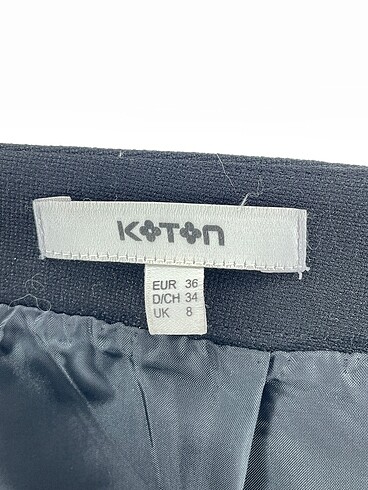 KOTON
EUR 36
D/CH 34
UK 8